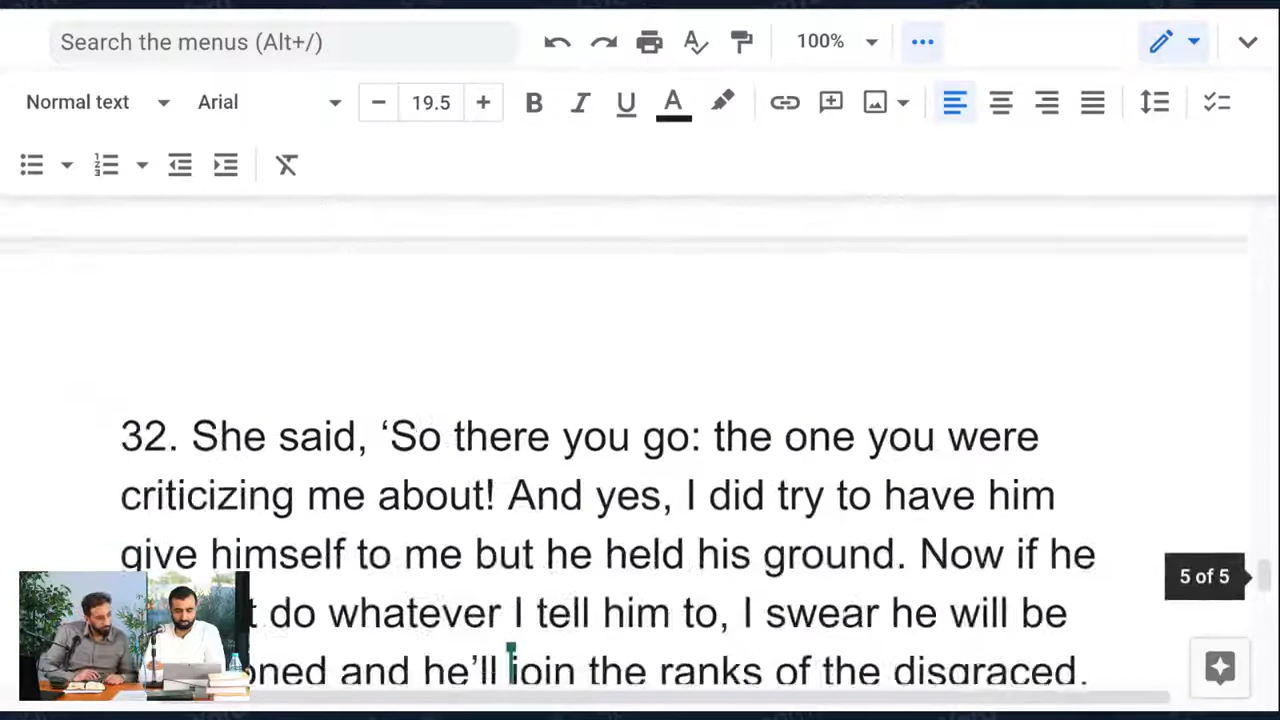 Search the menus (Alt+/)
100%
Normal text
Arial
− 19.5 +
B I U A
32. She said, ‘So there you go: the one you were
criticizing me about! And yes, I did try to have him
give himself to me but he held his ground. Now if he
do whatever I tell him to, I swear he will be
and he’ll join the ranks of the disgraced.
5 of 5